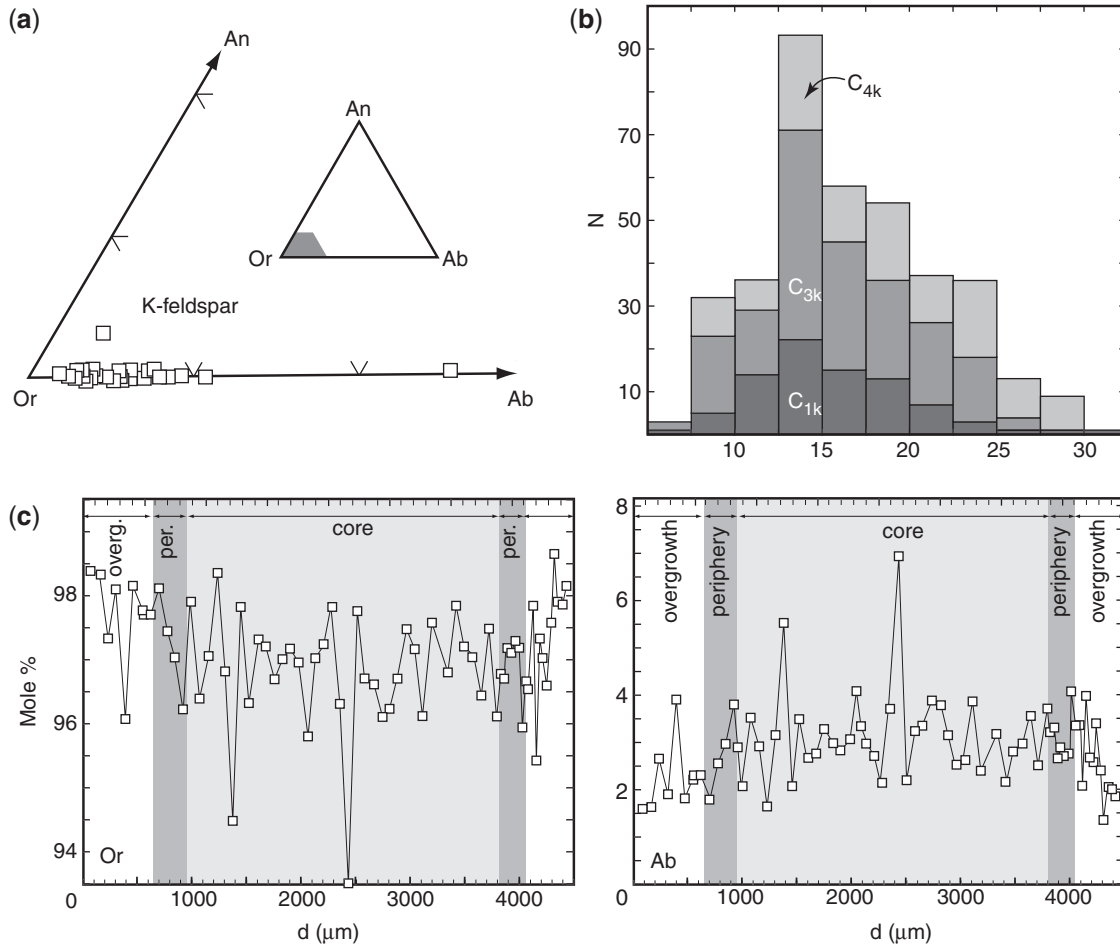 (a)
An
An
Or
Ab
K-feldspar
Or
Ab
(b)
N
90
70
50
30
10
C4k
C3k
C1k
10
15
20
25
30
(c)
overg.
per.
core
per.
Mole %
98
96
94
Or
0
1000
2000
3000
4000
d (μm)
8
6
4
2
0
overgrowth
periphery
core
periphery
overgrowth
Ab
0
1000
2000
3000
4000
d (μm)